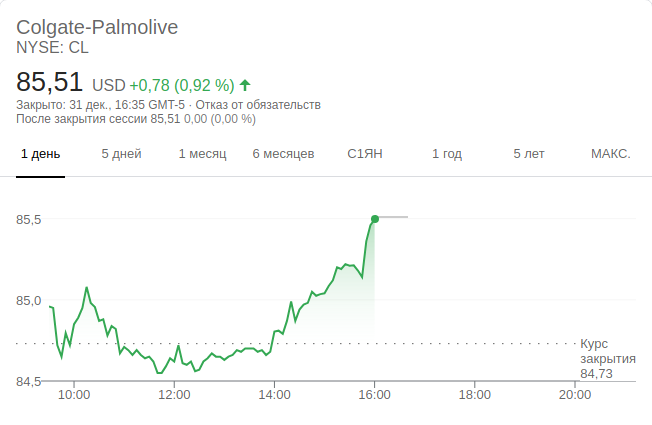 Colgate-Palmolive
NYSE: CL
85,51 USD +0,78 (0,92 %)
Закрыто: 31 дек., 16:35 GMT-5 · Отказ от обязательств
После закрытия сессии 85,51 0,00 (0,00 %)
1 день 5 дней 1 месяц 6 месяцев С1ЯН 1 год 5 лет МАКС.
85,5
85,0
Курс
закрытия
84,73
84,5
10:00 12:00 14:00 16:00 18:00 20:00